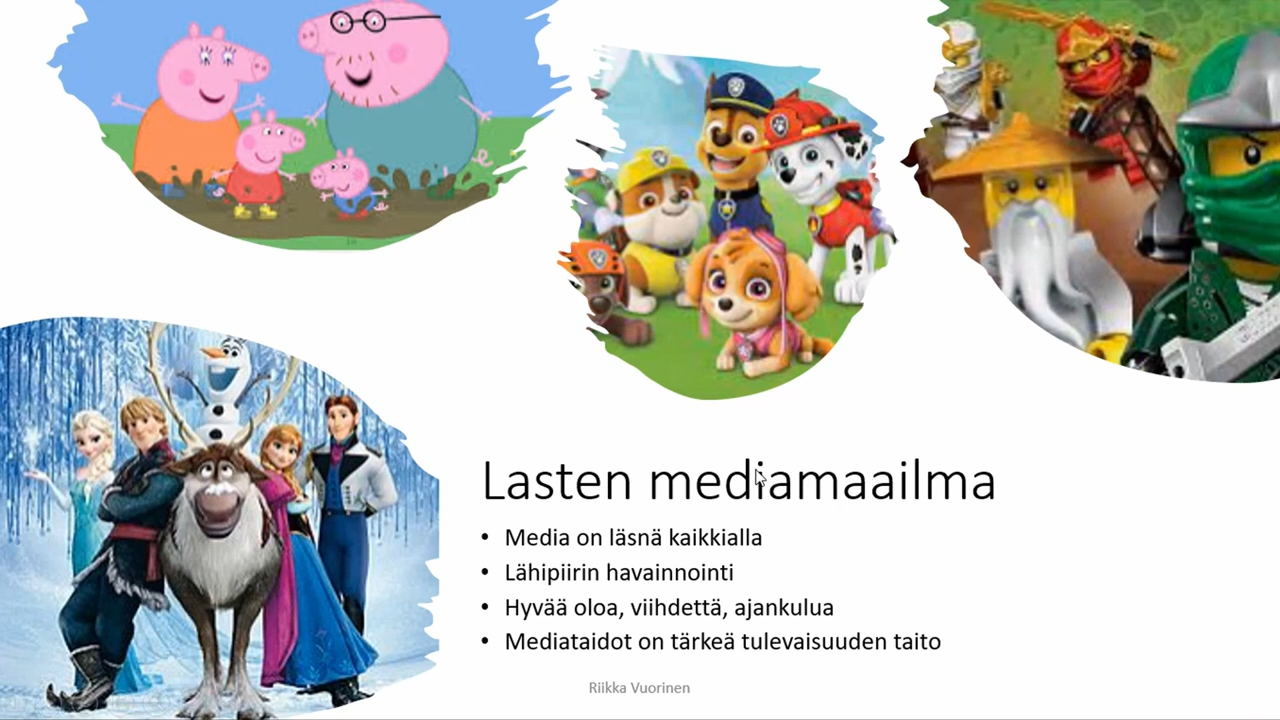 Lasten mediamaailma
• Media on läsnä kaikkialla
• Lähipiirin havainnointi
• Hyvää oloa, viihdettä, ajankulua
• Mediataidot on tärkeä tulevaisuuden taito
Riikka Vuorinen